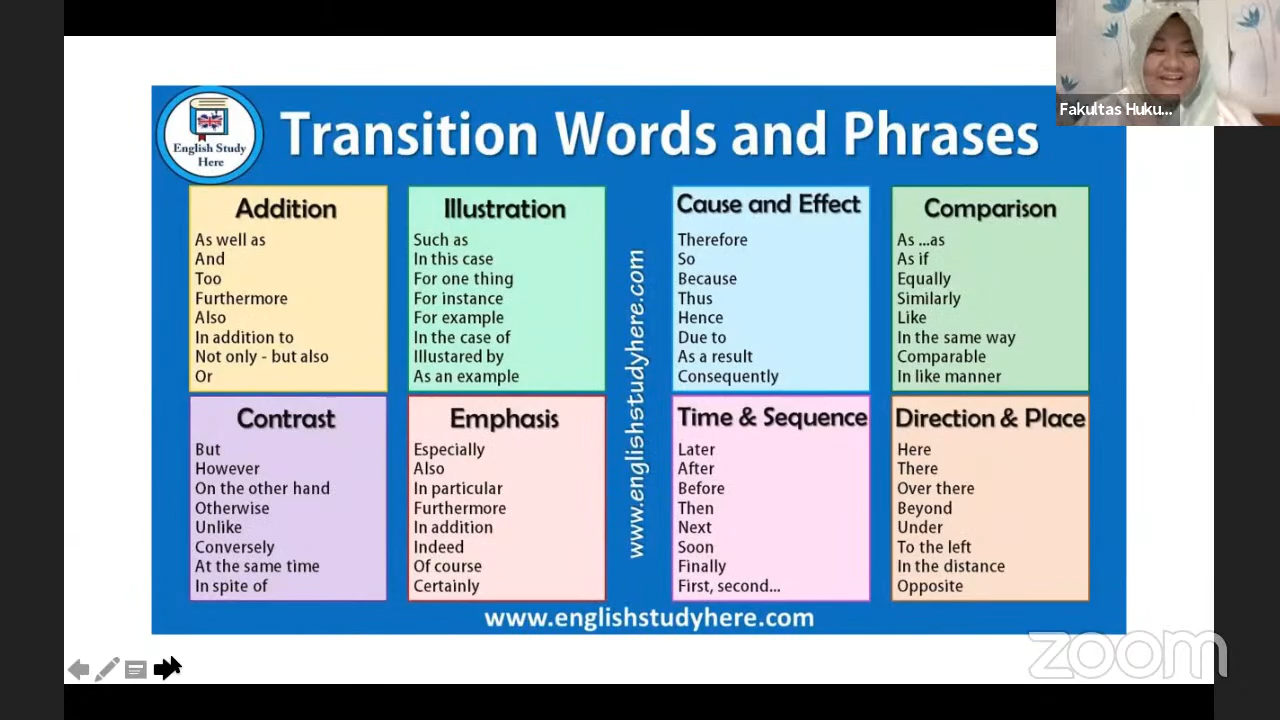 Fakultas Huku...
English Study
Here
Transition Words and Phrases
Addition
As well as
And
Too
Furthermore
Also
In addition to
Not only - but also
Or
Illustration
Such as
In this case
For one thing
For instance
For example
In the case of
Illustared by
As an example
www.englishstudyhere.com
Cause and Effect
Therefore
So
Because
Thus
Hence
Due to
As a result
Consequently
Comparison
As ...as
As if
Equally
Similarly
Like
In the same way
Comparable
In like manner
Contrast
But
However
On the other hand
Otherwise
Unlike
Conversely
At the same time
In spite of
Emphasis
Especially
Also
In particular
Furthermore
In addition
Indeed
Of course
Certainly
Time & Sequence
Later
After
Before
Then
Next
Soon
Finally
First, second...
Direction & Place
Here
There
Over there
Beyond
Under
To the left
In the distance
Opposite
www.englishstudyhere.com
zoom